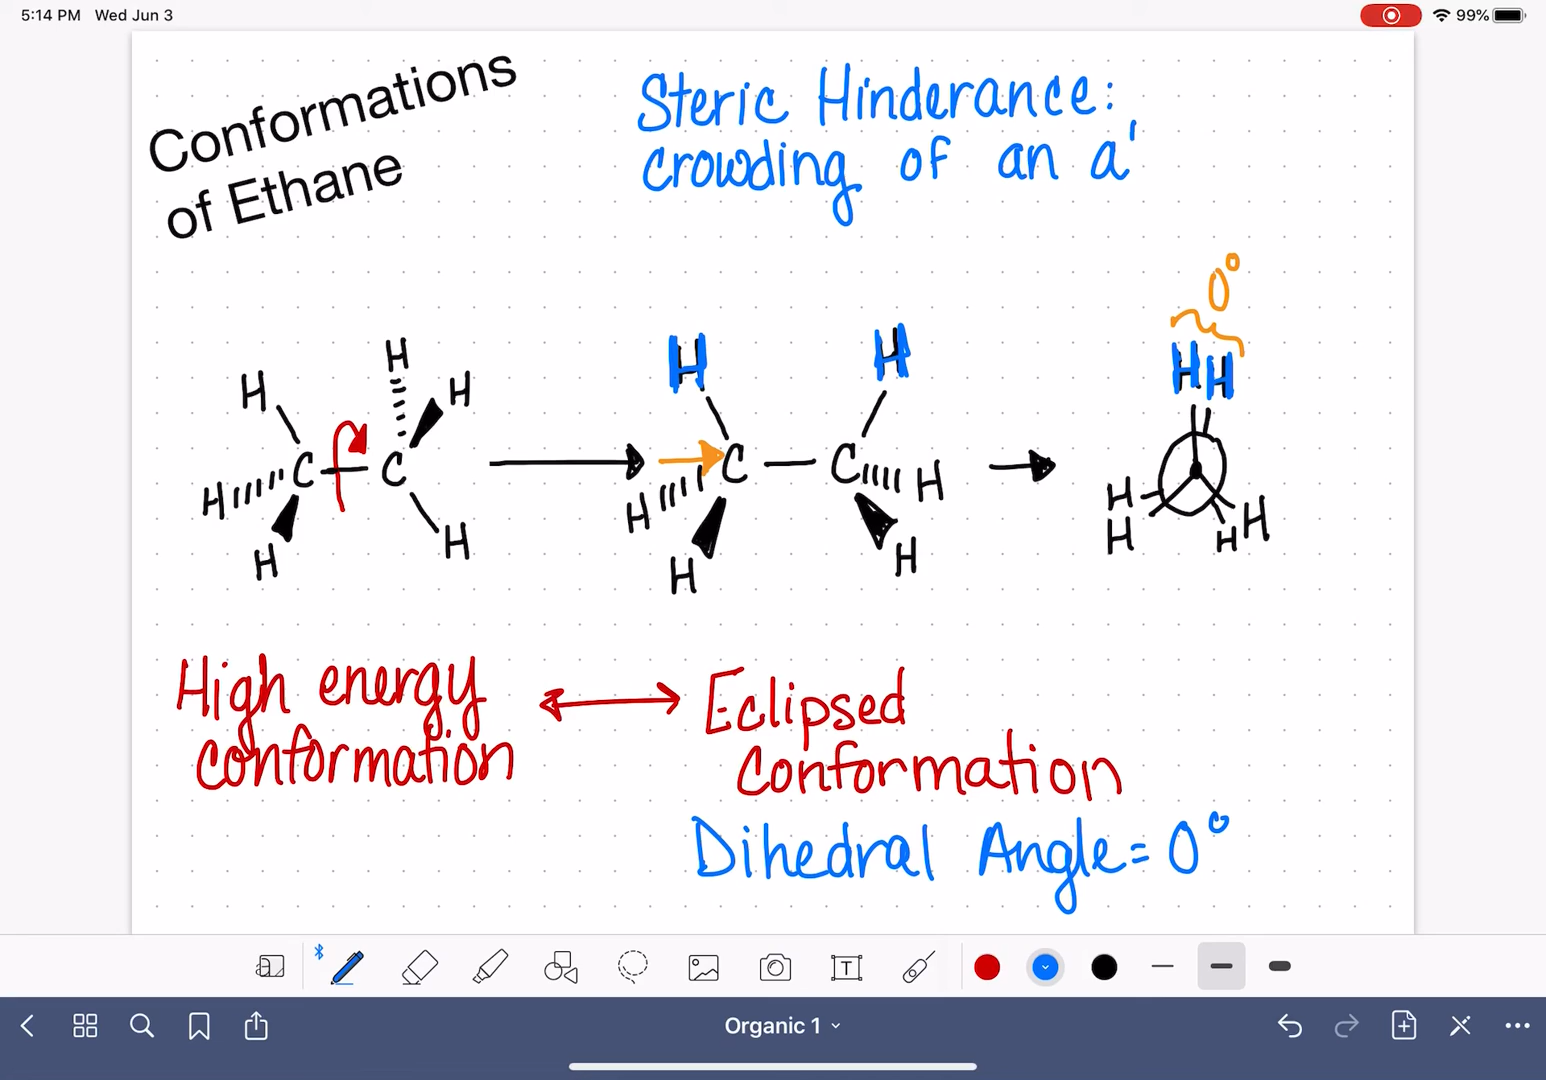 5:14 PM Wed Jun 3
99%
Conformations
of Ethane
Steric Hinderance:
crowding of an a
0°
H
H
H
H
H
H H
H
C
C
H
C
C
H
H
H
H
H
H
H
H
H
H
H
H
High energy
conformation
Eclipsed
conformation
Dihedral Angle = 0°
T
Organic 1